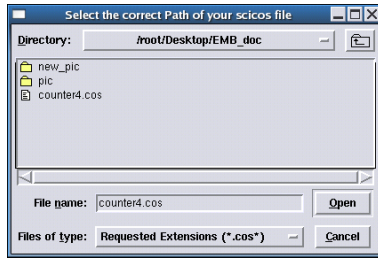 Select the correct Path of your scicos file
Directory: /root/Desktop/EMB_doc
new_pic
pic
counter4.cos
File name: counter4.cos Open
Files of type: Requested Extensions (*.cos*) Cancel